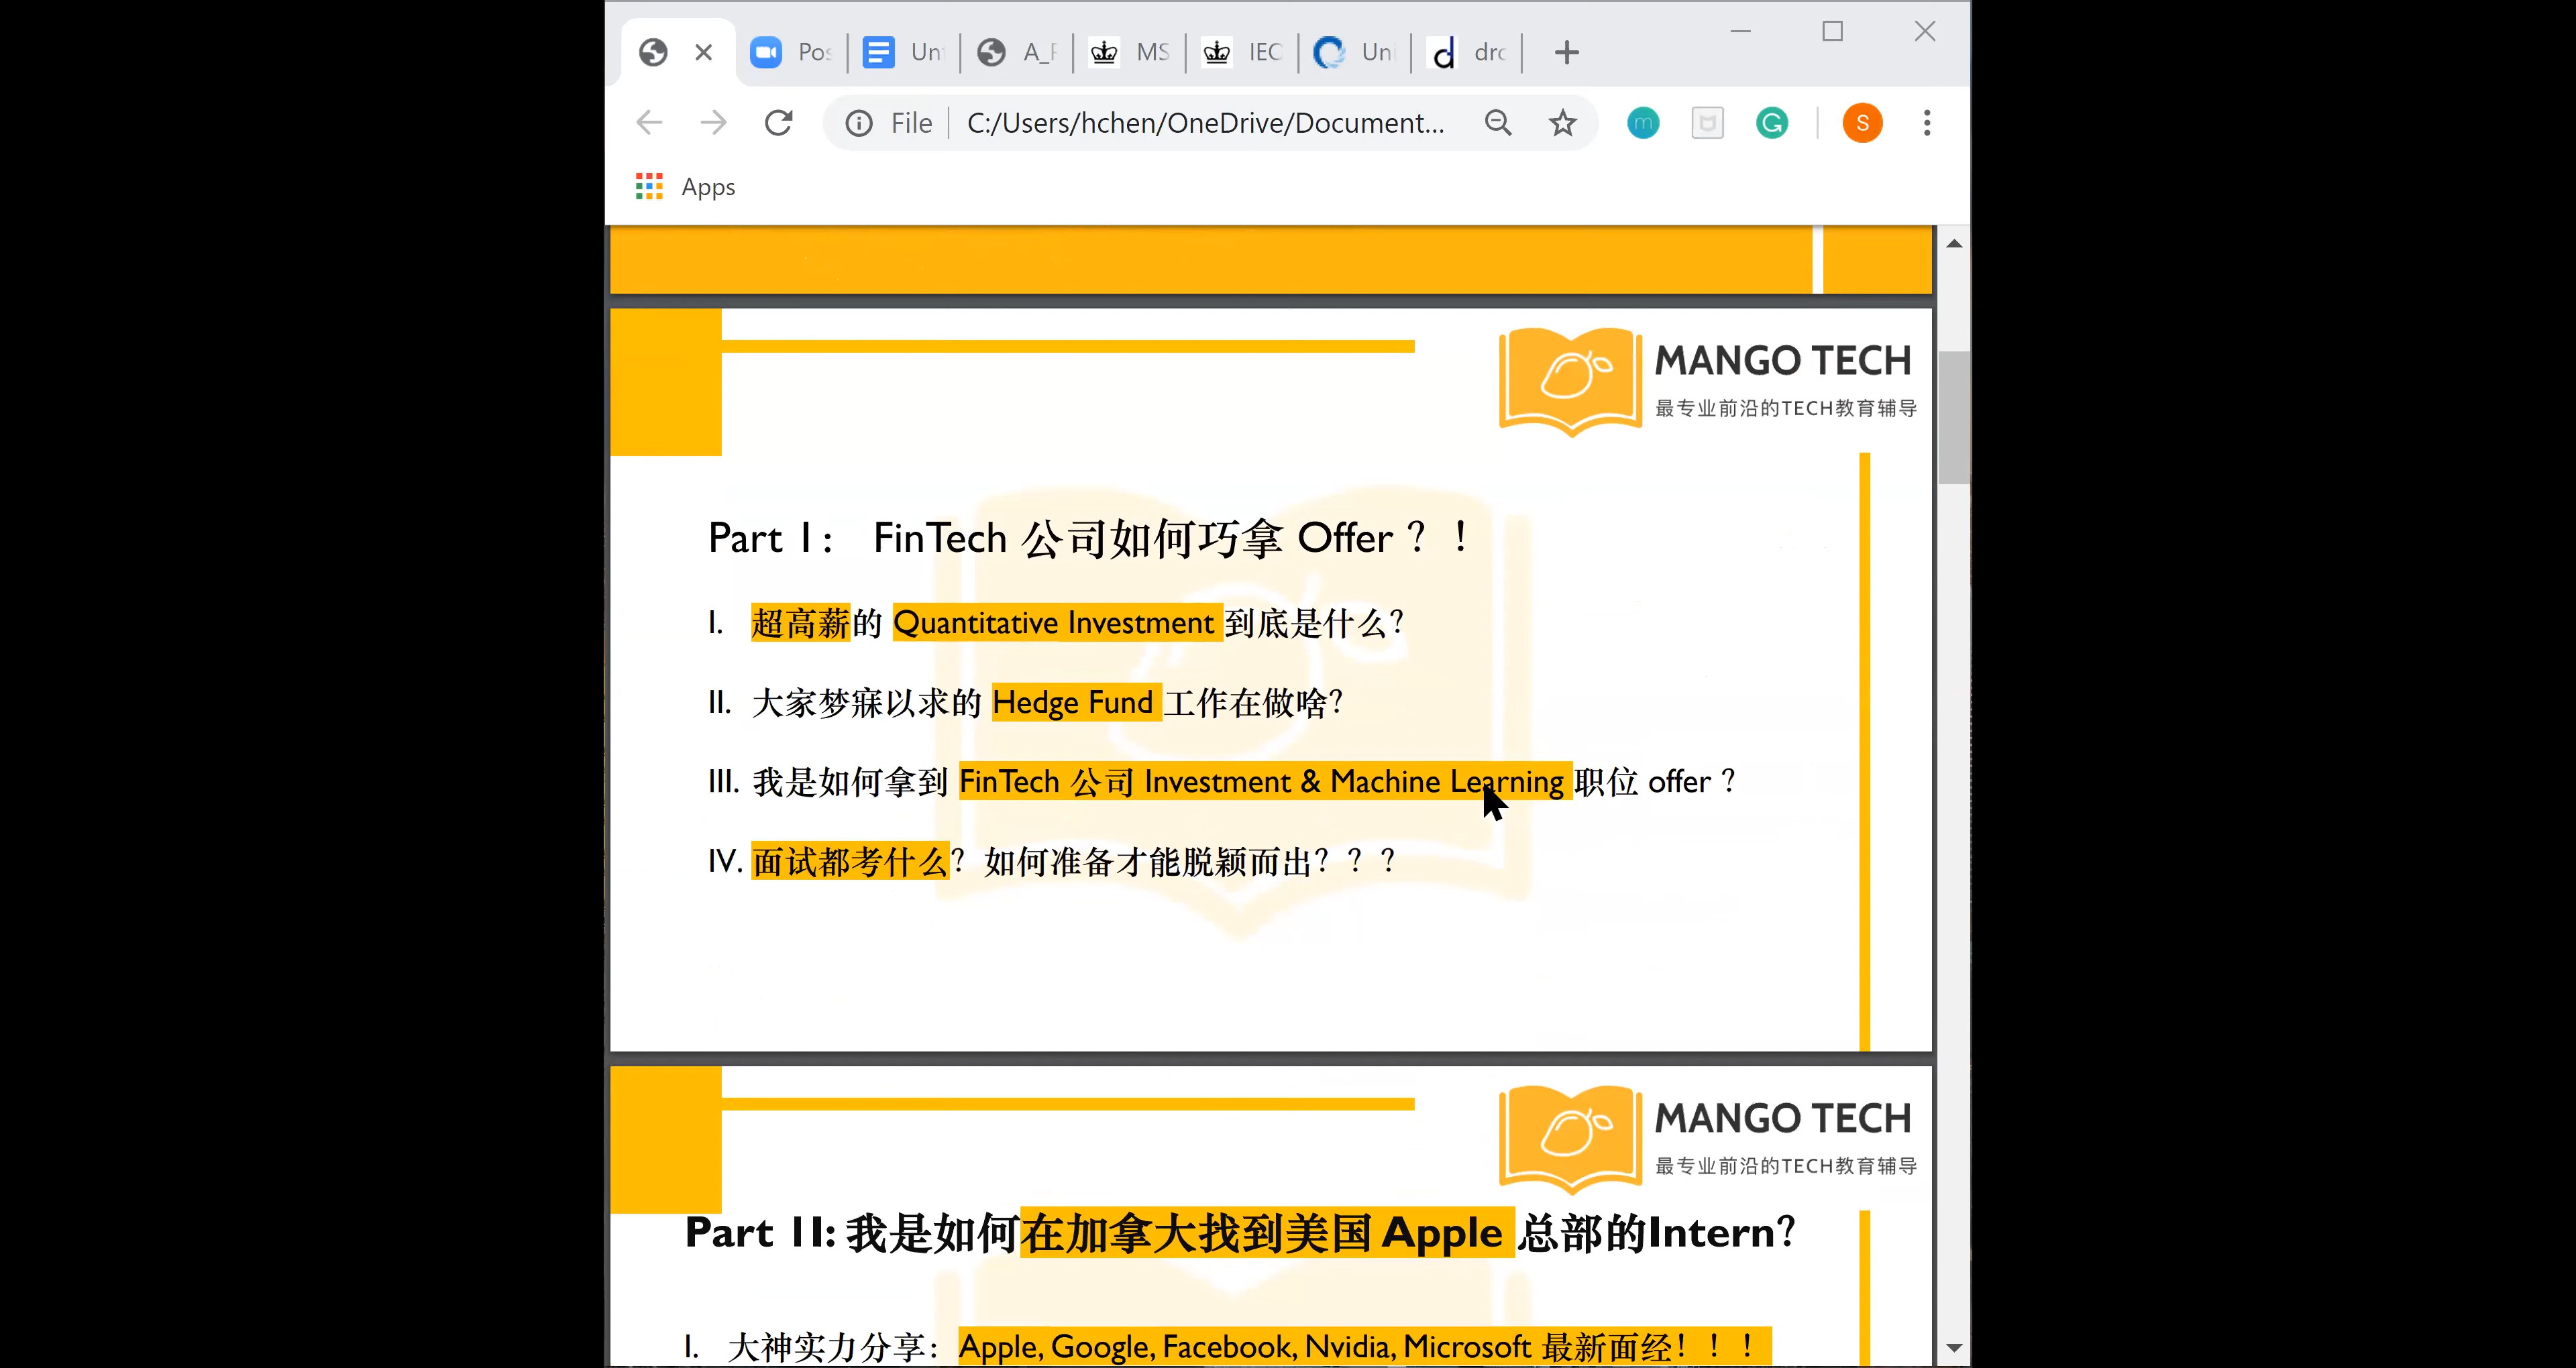 Pos
Un
A_F
MS
IEC
Uni
dro
File
C:/Users/hchen/OneDrive/Document...
m
G
S
Apps
MANGO TECH
最专业前沿的TECH教育辅导
Part I： FinTech 公司如何巧拿 Offer？！
I. 超高薪的 Quantitative Investment 到底是什么？
II. 大家梦寐以求的 Hedge Fund 工作在做啥？
III. 我是如何拿到 FinTech 公司 Investment & Machine Learning 职位 offer？
IV. 面试都考什么？如何准备才能脱颖而出？？？
MANGO TECH
最专业前沿的TECH教育辅导
Part II: 我是如何在加拿大找到美国 Apple 总部的Intern？
I. 大神实力分享：Apple, Google, Facebook, Nvidia, Microsoft 最新面经！！！